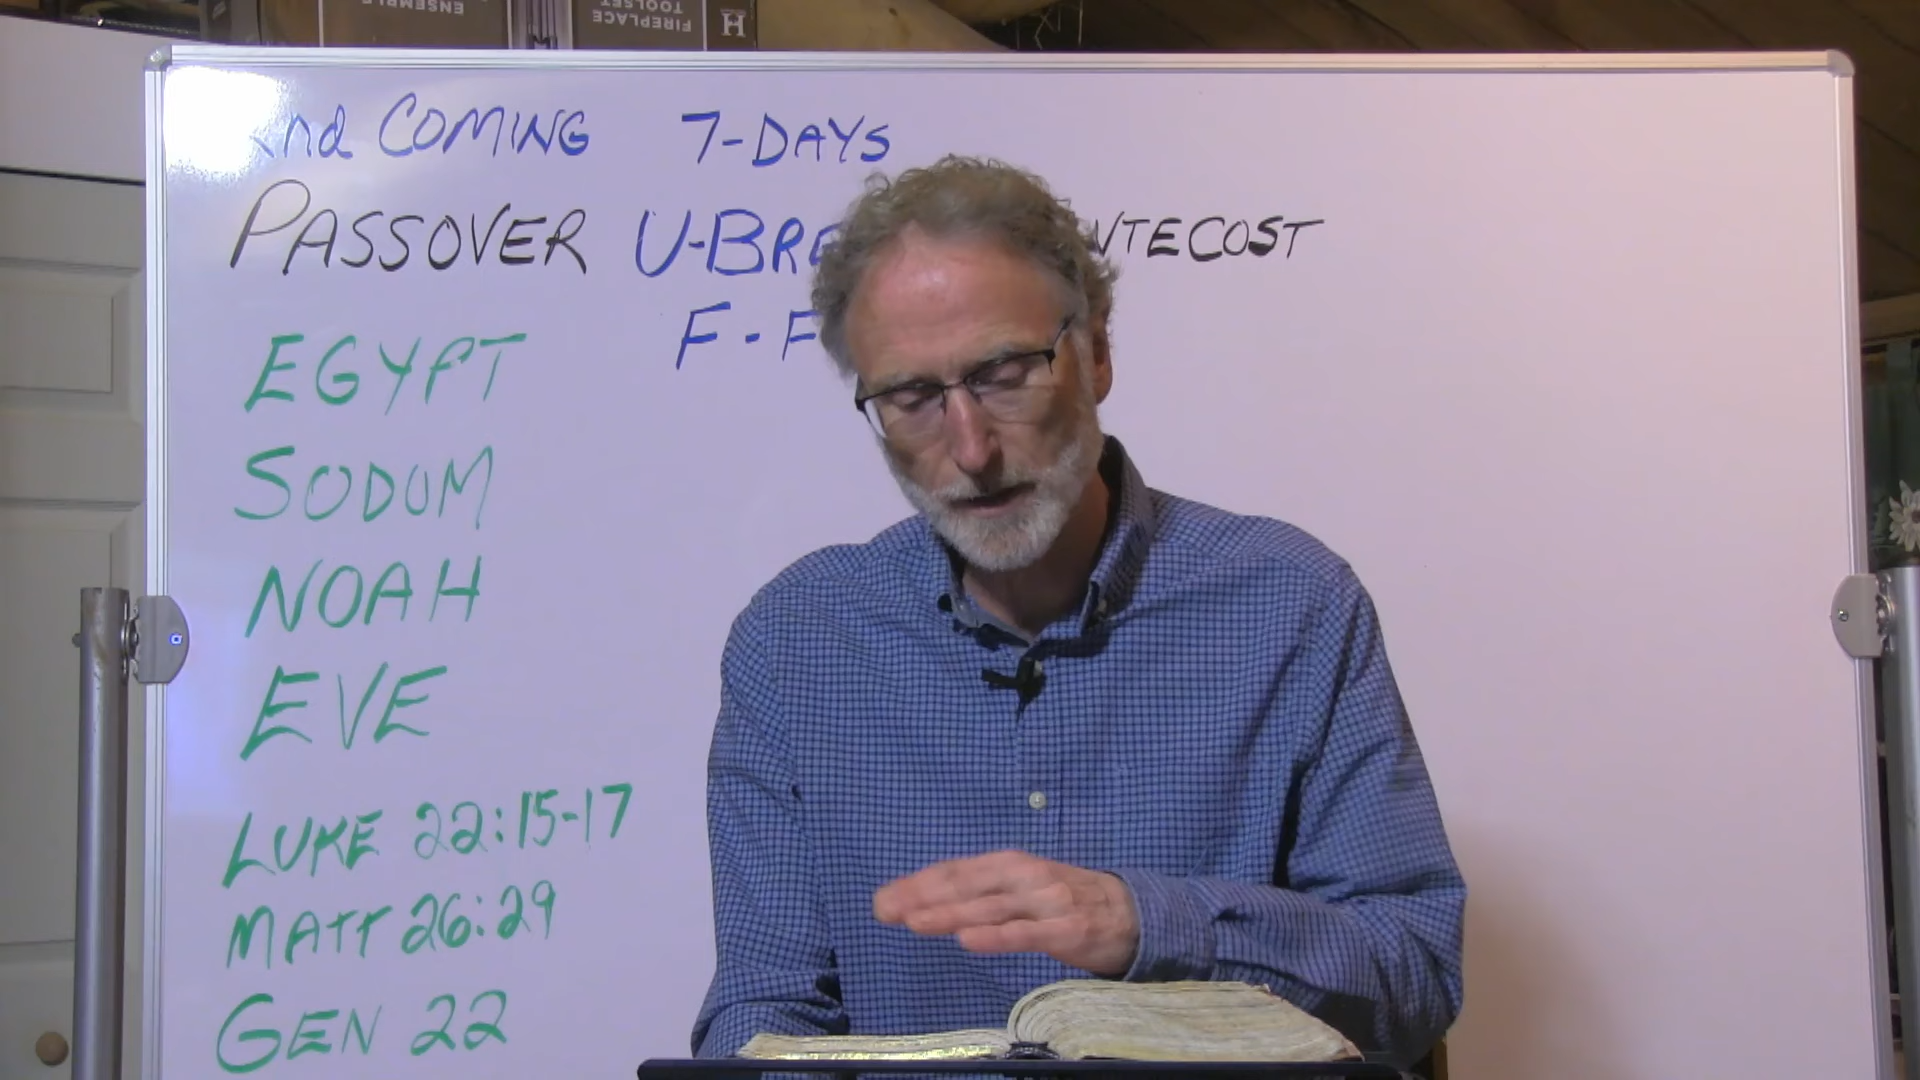 ENSEMBLE
FIREPLACE
TOOLSET
H
COMING 7-DAYS
PASSOVER U-BRE NTECOST
F-F
EGYPT
SODOM
NOAH
EVE
LUKE 22:15-17
MATT 26:29
GEN 22